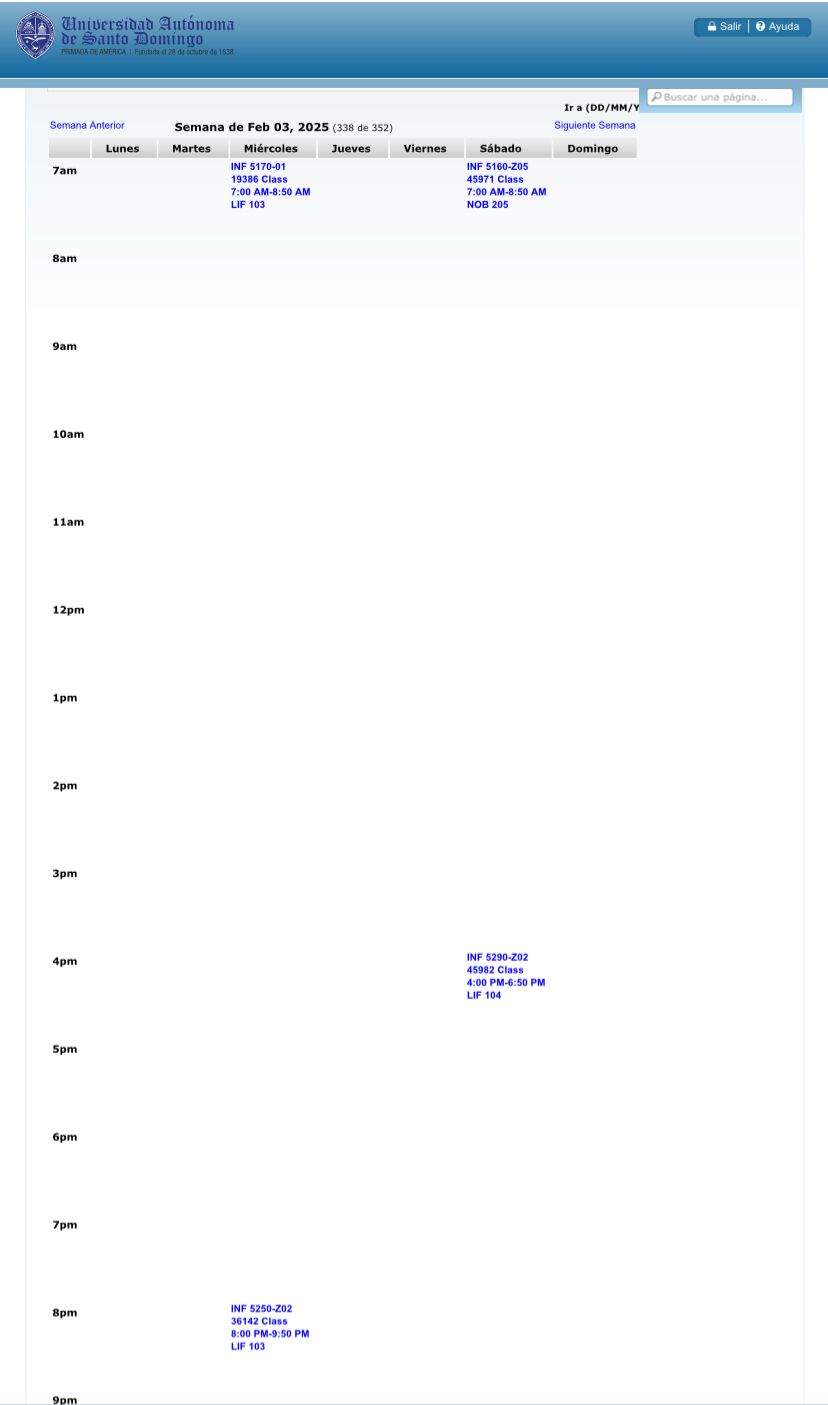 Universidad Autónoma
de Santo Domingo
PRIMADA DE AMÉRICA | Fundada el 28 de octubre de 1538
Salir | Ayuda
Buscar una página...
Ir a (DD/MM/Y
Semana Anterior
Semana de Feb 03, 2025 (338 de 352)
Siguiente Semana
Lunes Martes Miércoles Jueves Viernes Sábado Domingo
7am
INF 5170-01
19386 Class
7:00 AM-8:50 AM
LIF 103
INF 5160-Z05
45971 Class
7:00 AM-8:50 AM
NOB 205
8am
9am
10am
11am
12pm
1pm
2pm
3pm
4pm
INF 5290-Z02
45982 Class
4:00 PM-6:50 PM
LIF 104
5pm
6pm
7pm
8pm
INF 5250-Z02
36142 Class
8:00 PM-9:50 PM
LIF 103
9pm